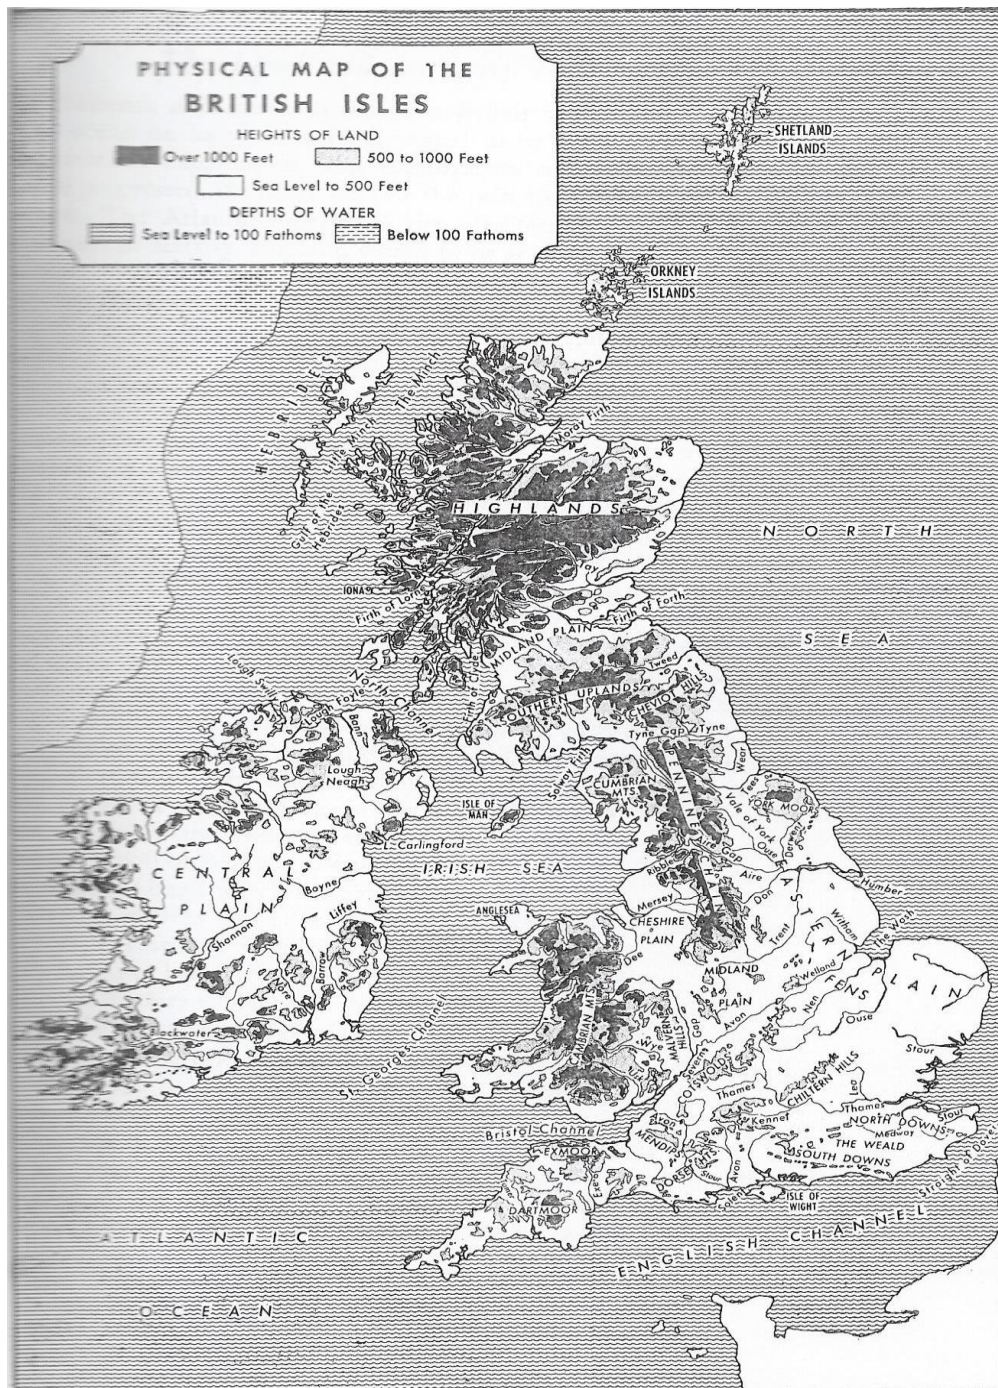 PHYSICAL MAP OF THE
BRITISH ISLES
HEIGHTS OF LAND
Over 1000 Feet
500 to 1000 Feet
Sea Level to 500 Feet
DEPTHS OF WATER
Sea Level to 100 Fathoms
Below 100 Fathoms
SHETLAND
ISLANDS
ORKNEY
ISLANDS
HEBRIDES
The Minch
Little Minch
Gulf of the
Hebrides
Moray Firth
HIGHLANDS
NORTH
SEA
Tay
IONA
Firth of Lorn
Firth of Forth
MIDLAND PLAIN
Firth of Clyde
Tweed
SOUTHERN UPLANDS
CHEVIOT HILLS
North Channel
Lough Swilly
Lough Foyle
Bann
Lough
Neagh
Tyne Gap
Tyne
Wear
Tees
Solway Firth
CUMBRIAN
MTS.
PENNINE CHAIN
YORK MOORS
Vale of York
Ouse
Derwent
ISLE OF
MAN
L. Carlingford
IRISH SEA
Aire Gap
Ribble
Aire
Don
Humber
CENTRAL
PLAIN
Boyne
Liffey
Shannon
Barrow
Nore
Blackwater
ANGLESEA
Mersey
CHESHIRE
PLAIN
Dee
Trent
Witham
The Wash
EASTERN PLAIN
MIDLAND
PLAIN
Welland
FENS
Nen
Ouse
Avon
CAMBRIAN MTS.
MALVERN
HILLS
Gap
Wye
Usk
Severn
COTSWOLDS
Stour
CHILTERN HILLS
Lea
Thames
Thames
St. Georges Channel
Bristol Channel
Avon
Kennet
NORTH DOWNS
Stour
Medway
THE WEALD
SOUTH DOWNS
MENDIPS
DORSET HTS
Stour
Avon
EXMOOR
Exe
DARTMOOR
Solent
ISLE OF
WIGHT
Straight of Dover
ENGLISH CHANNEL
ATLANTIC
OCEAN